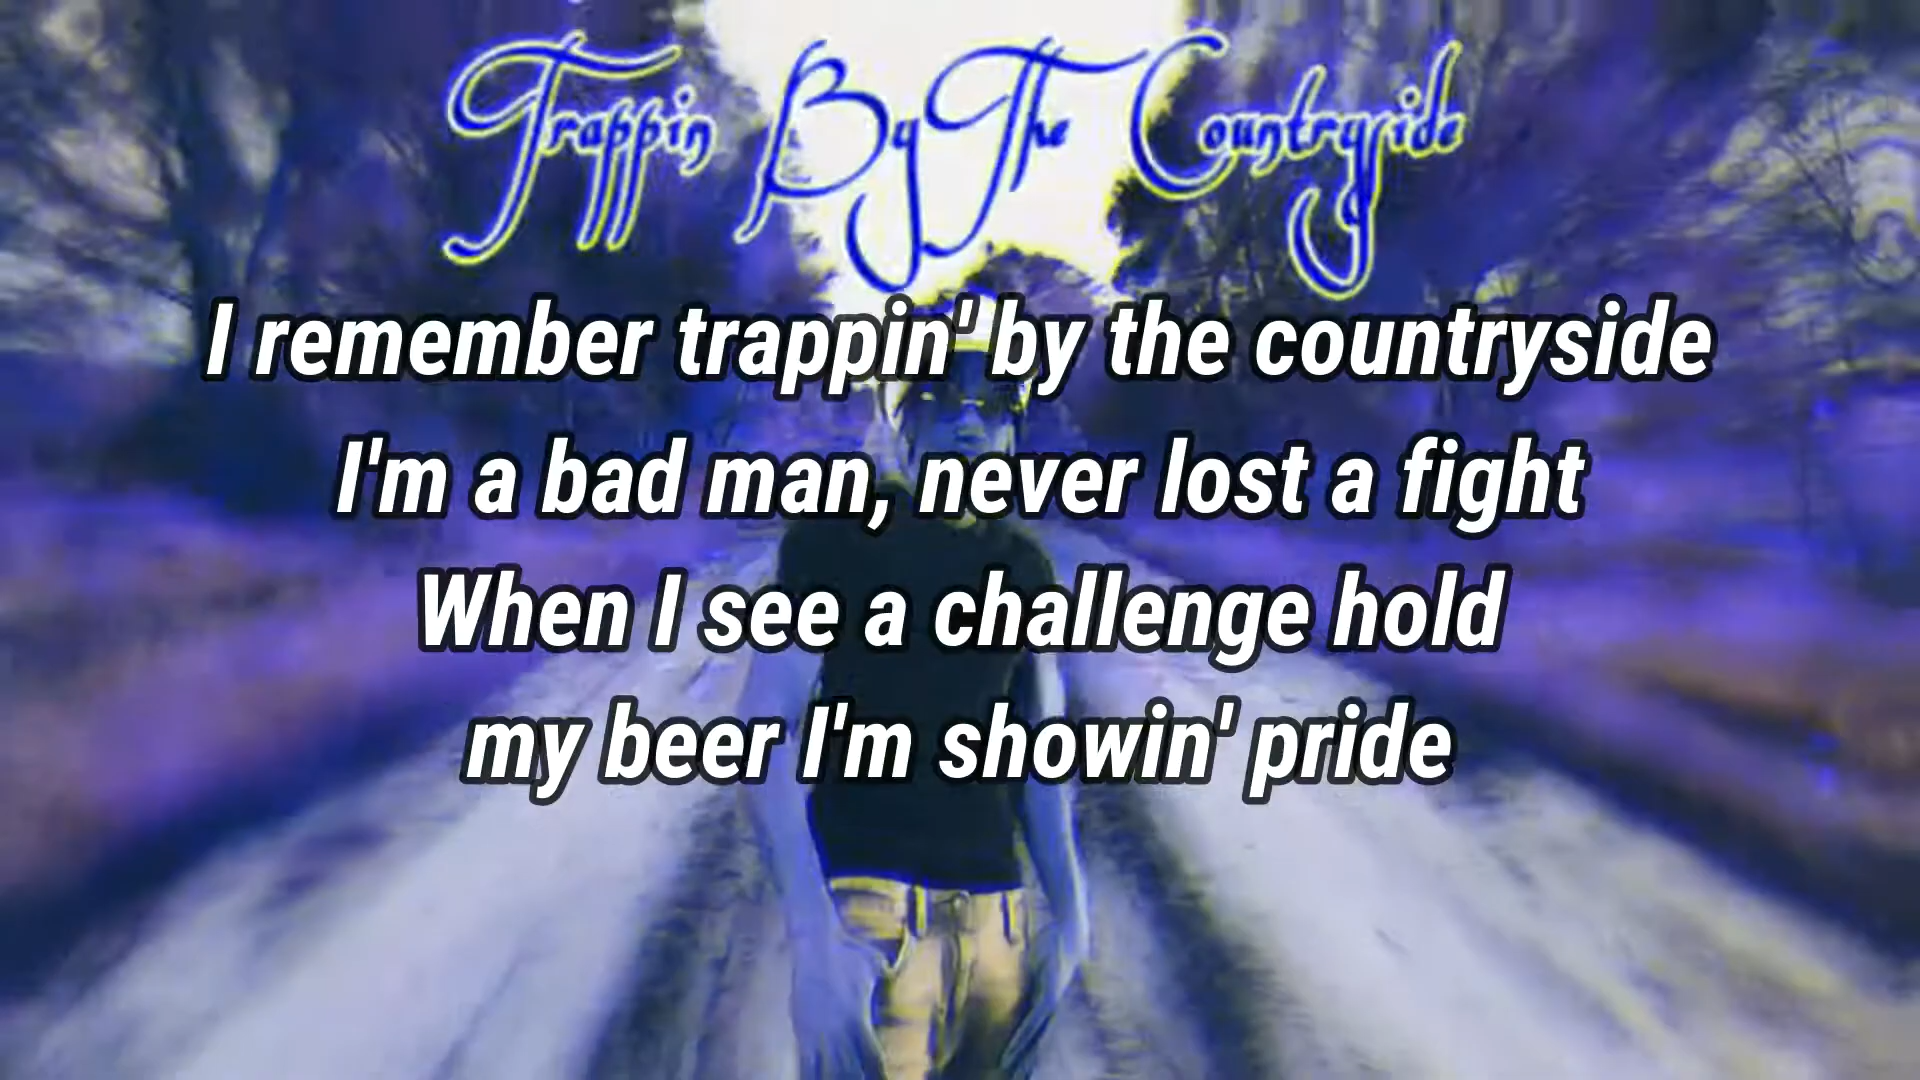 Trappin By The Countryside
I remember trappin' by the countryside
I'm a bad man, never lost a fight
When I see a challenge hold
my beer I'm showin' pride